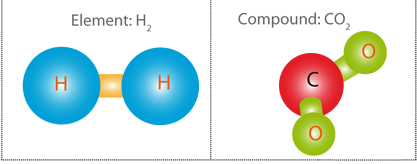 Element: H₂
H H
Compound: CO₂
O
C
O